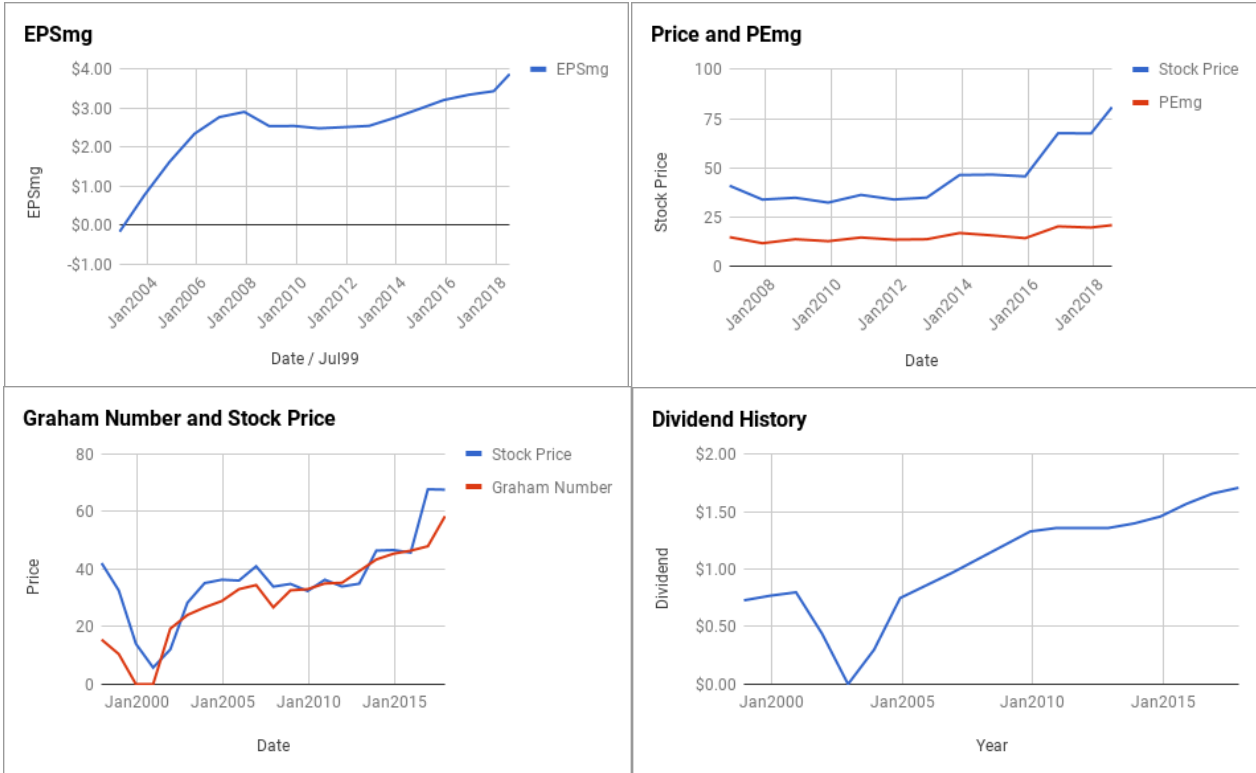 EPSmg
EPSmg
$4.00
$3.00
$2.00
$1.00
$0.00
-$1.00
EPSmg
Jan2004
Jan2006
Jan2008
Jan2010
Jan2012
Jan2014
Jan2016
Jan2018
Date / Jul99
Price and PEmg
Stock Price
PEmg
100
75
50
25
0
Stock Price
Jan2008
Jan2010
Jan2012
Jan2014
Jan2016
Jan2018
Date
Graham Number and Stock Price
Stock Price
Graham Number
80
60
40
20
0
Price
Jan2000
Jan2005
Jan2010
Jan2015
Date
Dividend History
$2.00
$1.50
$1.00
$0.50
$0.00
Dividend
Jan2000
Jan2005
Jan2010
Jan2015
Year